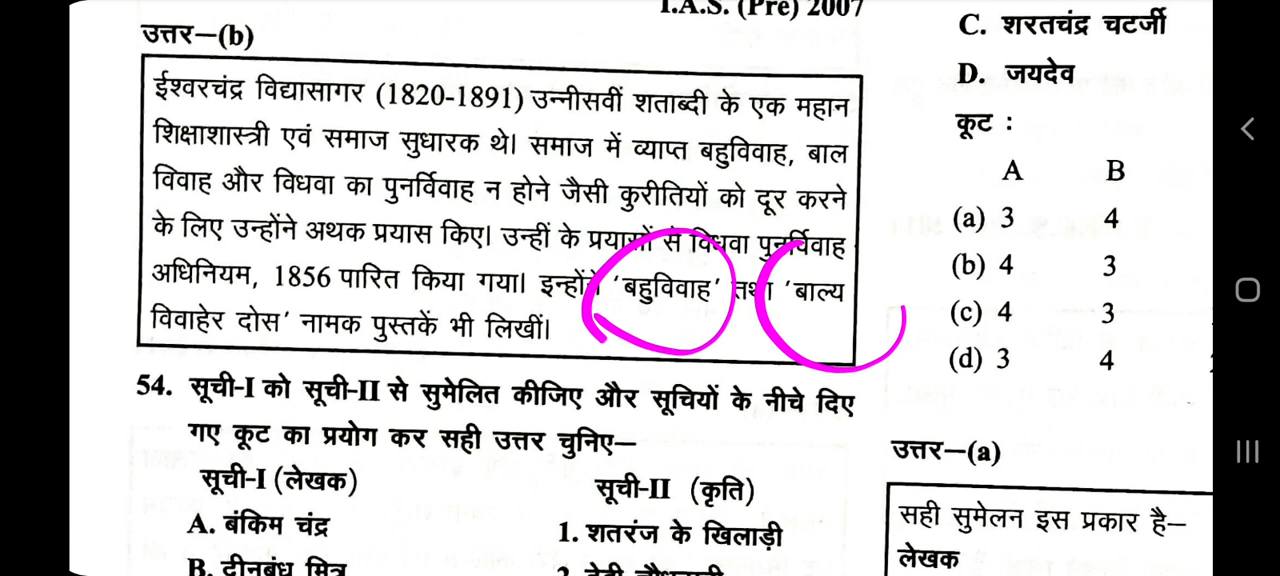 I.A.S. (Pre) 2007
उत्तर–(b)
ईश्वरचंद्र विद्यासागर (1820-1891) उन्नीसवीं शताब्दी के एक महान
शिक्षाशास्त्री एवं समाज सुधारक थे। समाज में व्याप्त बहुविवाह, बाल
विवाह और विधवा का पुनर्विवाह न होने जैसी कुरीतियों को दूर करने
के लिए उन्होंने अथक प्रयास किए। उन्हीं के प्रयासों से विधवा पुनर्विवाह
अधिनियम, 1856 पारित किया गया। इन्होंने 'बहुविवाह' तथा 'बाल्य
विवाहेर दोस' नामक पुस्तकें भी लिखीं।
54. सूची-I को सूची-II से सुमेलित कीजिए और सूचियों के नीचे दिए
गए कूट का प्रयोग कर सही उत्तर चुनिए–
सूची-I (लेखक) सूची-II (कृति)
A. बंकिम चंद्र 1. शतरंज के खिलाड़ी
B. दीनबंधु मित्र 2. देवी चौधरानी
C. शरतचंद्र चटर्जी
D. जयदेव
कूट :
A B
(a) 3 4
(b) 4 3
(c) 4 3
(d) 3 4
उत्तर–(a)
सही सुमेलन इस प्रकार है–
लेखक